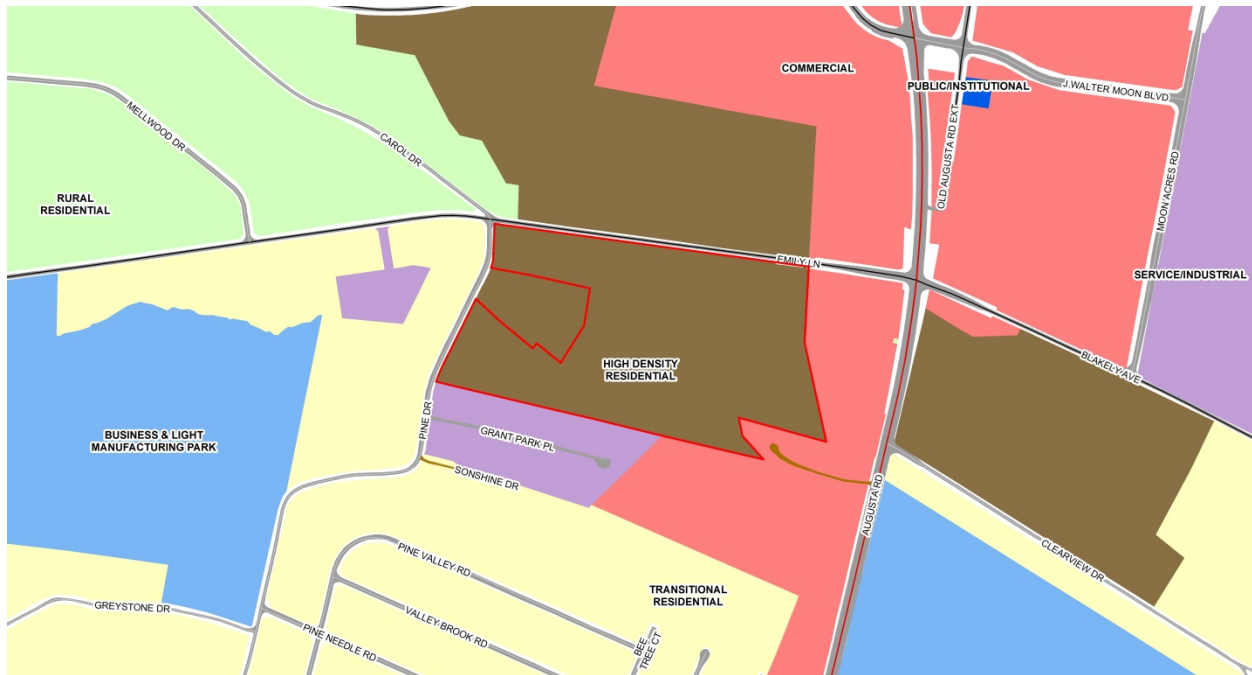 COMMERCIAL
PUBLIC/INSTITUTIONAL
J WALTER MOON BLVD
MELLWOOD DR
CAROL DR
OLD AUGUSTA RD EXT
MOON ACRES RD
RURAL
RESIDENTIAL
EMILY LN
SERVICE/INDUSTRIAL
HIGH DENSITY
RESIDENTIAL
BLAKELY AVE
BUSINESS & LIGHT
MANUFACTURING PARK
PINE DR
GRANT PARK PL
SONSHINE DR
AUGUSTA RD
CLEARVIEW DR
PINE VALLEY RD
TRANSITIONAL
RESIDENTIAL
GREYSTONE DR
VALLEY BROOK RD
PINE NEEDLE RD
BEE
TREE CT